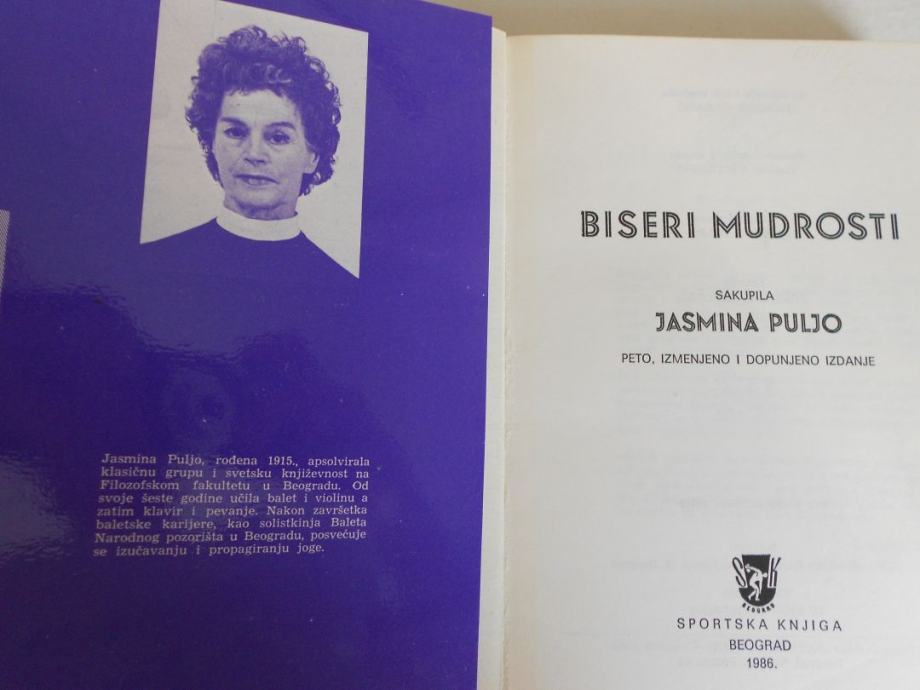 Jasmina Puljo, rođena 1915., apsolvirala
klasičnu grupu i svetsku književnost na
Filozofskom fakultetu u Beogradu. Od
svoje šeste godine učila balet i violinu a
zatim klavir i pevanje. Nakon završetka
baletske karijere, kao solistkinja Baleta
Narodnog pozorišta u Beogradu, posvećuje
se izučavanju i propagiranju joge.
BISERI MUDROSTI
SAKUPILA
JASMINA PULJO
PETO, IZMENJENO I DOPUNJENO IZDANJE
S K
BEOGRAD
SPORTSKA KNJIGA
BEOGRAD
1986.